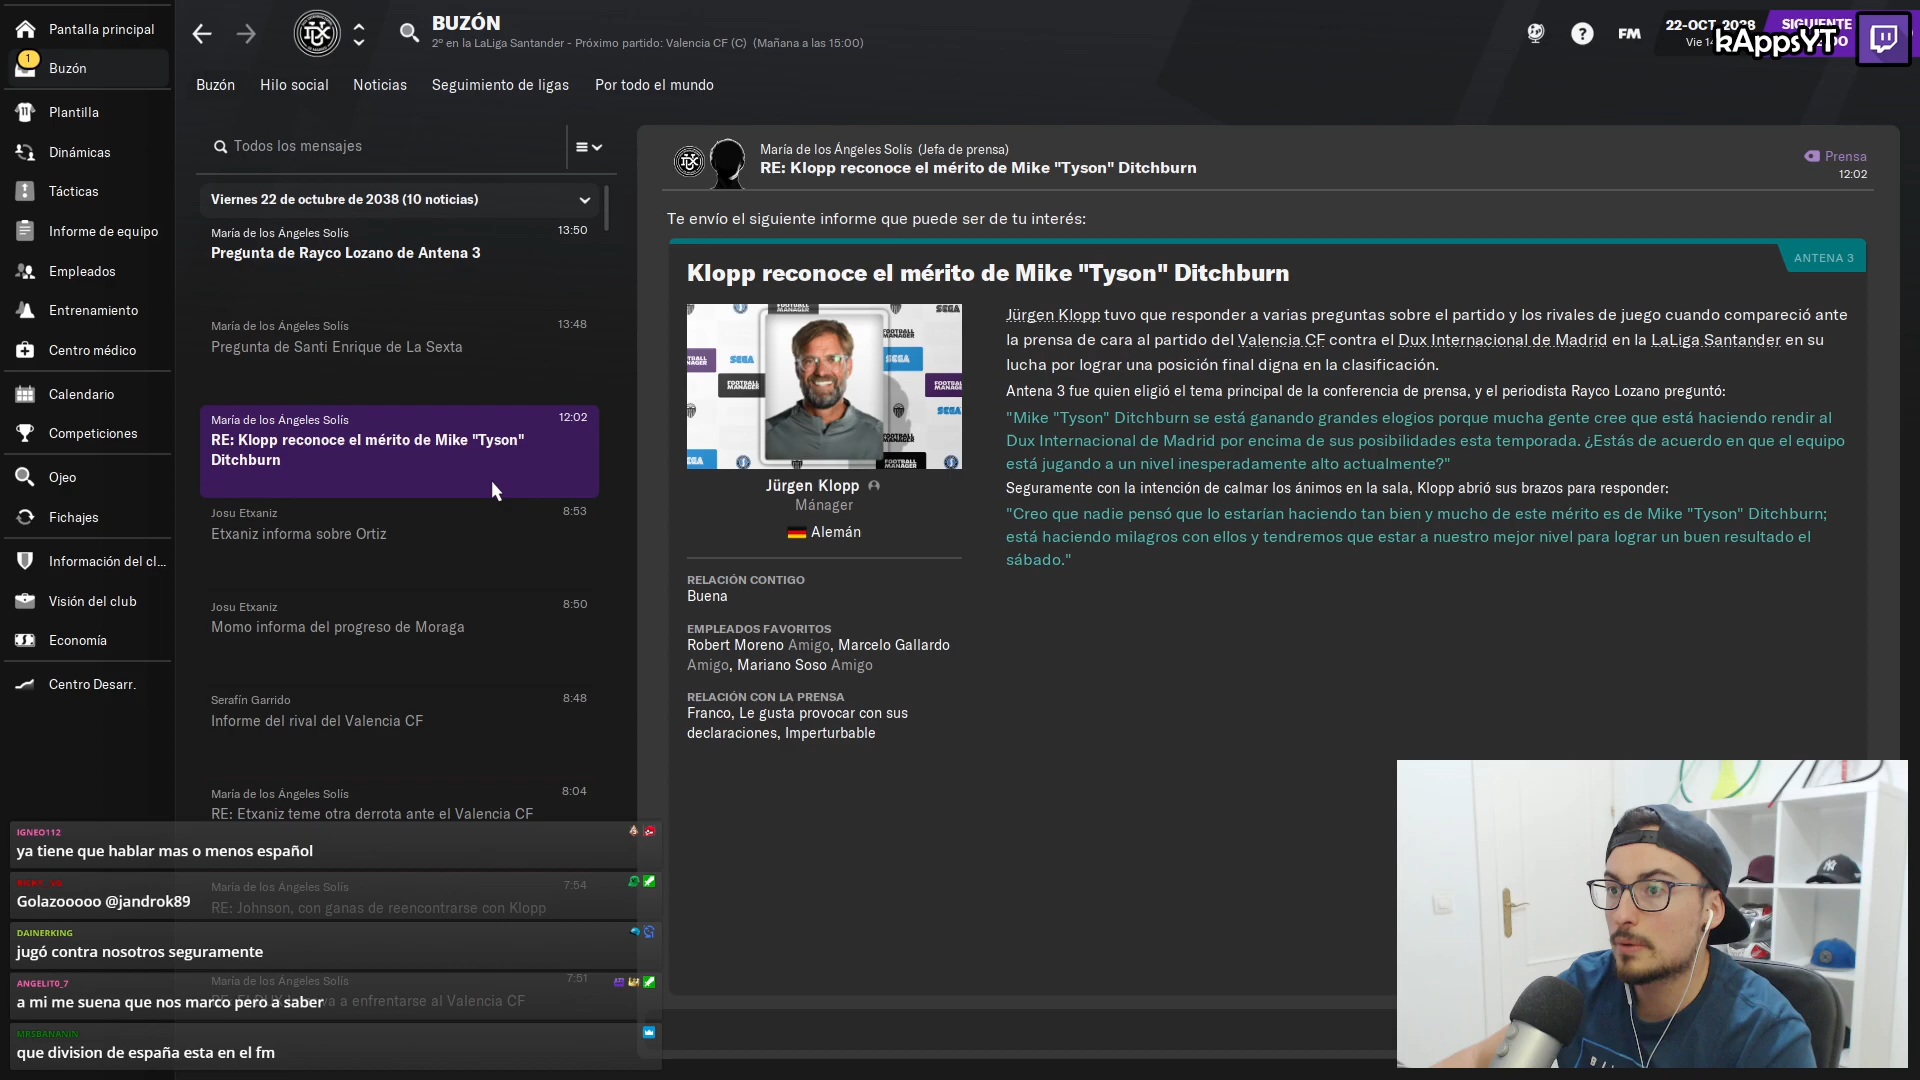 Pantalla principal
1
Buzón
Plantilla
Dinámicas
Tácticas
Informe de equipo
Empleados
Entrenamiento
Centro médico
Calendario
Competiciones
Ojeo
Fichajes
Información del cl...
Visión del club
Economía
Centro Desarr.
BUZÓN
2º en la LaLiga Santander - Próximo partido: Valencia CF (C) (Mañana a las 15:00)
FM
22-OCT 2038
Vie 14
SIGUIENTE
kAppsYT
Buzón
Hilo social
Noticias
Seguimiento de ligas
Por todo el mundo
Todos los mensajes
Viernes 22 de octubre de 2038 (10 noticias)
María de los Ángeles Solís
13:50
Pregunta de Rayco Lozano de Antena 3
María de los Ángeles Solís
13:48
Pregunta de Santi Enrique de La Sexta
María de los Ángeles Solís
12:02
RE: Klopp reconoce el mérito de Mike "Tyson"
Ditchburn
Josu Etxaniz
8:53
Etxaniz informa sobre Ortiz
Josu Etxaniz
8:50
Momo informa del progreso de Moraga
Serafín Garrido
8:48
Informe del rival del Valencia CF
María de los Ángeles Solís
8:04
RE: Etxaniz teme otra derrota ante el Valencia CF
María de los Ángeles Solís
7:54
RE: Johnson, con ganas de reencontrarse con Klopp
María de los Ángeles Solís
7:51
va a enfrentarse al Valencia CF
IGNEO112
ya tiene que hablar mas o menos español
Golazooooo @jandrok89
DAINERKING
jugó contra nosotros seguramente
ANGELIT0_7
a mi me suena que nos marco pero a saber
MRSBANANIN
que division de españa esta en el fm
María de los Ángeles Solís (Jefa de prensa)
RE: Klopp reconoce el mérito de Mike "Tyson" Ditchburn
Prensa
12:02
Te envío el siguiente informe que puede ser de tu interés:
ANTENA 3
Klopp reconoce el mérito de Mike "Tyson" Ditchburn
FOOTBALL MANAGER
SEGA
Jürgen Klopp
Mánager
Alemán
RELACIÓN CONTIGO
Buena
EMPLEADOS FAVORITOS
Robert Moreno Amigo, Marcelo Gallardo
Amigo, Mariano Soso Amigo
RELACIÓN CON LA PRENSA
Franco, Le gusta provocar con sus
declaraciones, Imperturbable
Jürgen Klopp tuvo que responder a varias preguntas sobre el partido y los rivales de juego cuando compareció ante
la prensa de cara al partido del Valencia CF contra el Dux Internacional de Madrid en la LaLiga Santander en su
lucha por lograr una posición final digna en la clasificación.
Antena 3 fue quien eligió el tema principal de la conferencia de prensa, y el periodista Rayco Lozano preguntó:
"Mike "Tyson" Ditchburn se está ganando grandes elogios porque mucha gente cree que está haciendo rendir al
Dux Internacional de Madrid por encima de sus posibilidades esta temporada. ¿Estás de acuerdo en que el equipo
está jugando a un nivel inesperadamente alto actualmente?"
Seguramente con la intención de calmar los ánimos en la sala, Klopp abrió sus brazos para responder:
"Creo que nadie pensó que lo estarían haciendo tan bien y mucho de este mérito es de Mike "Tyson" Ditchburn;
está haciendo milagros con ellos y tendremos que estar a nuestro mejor nivel para lograr un buen resultado el
sábado."